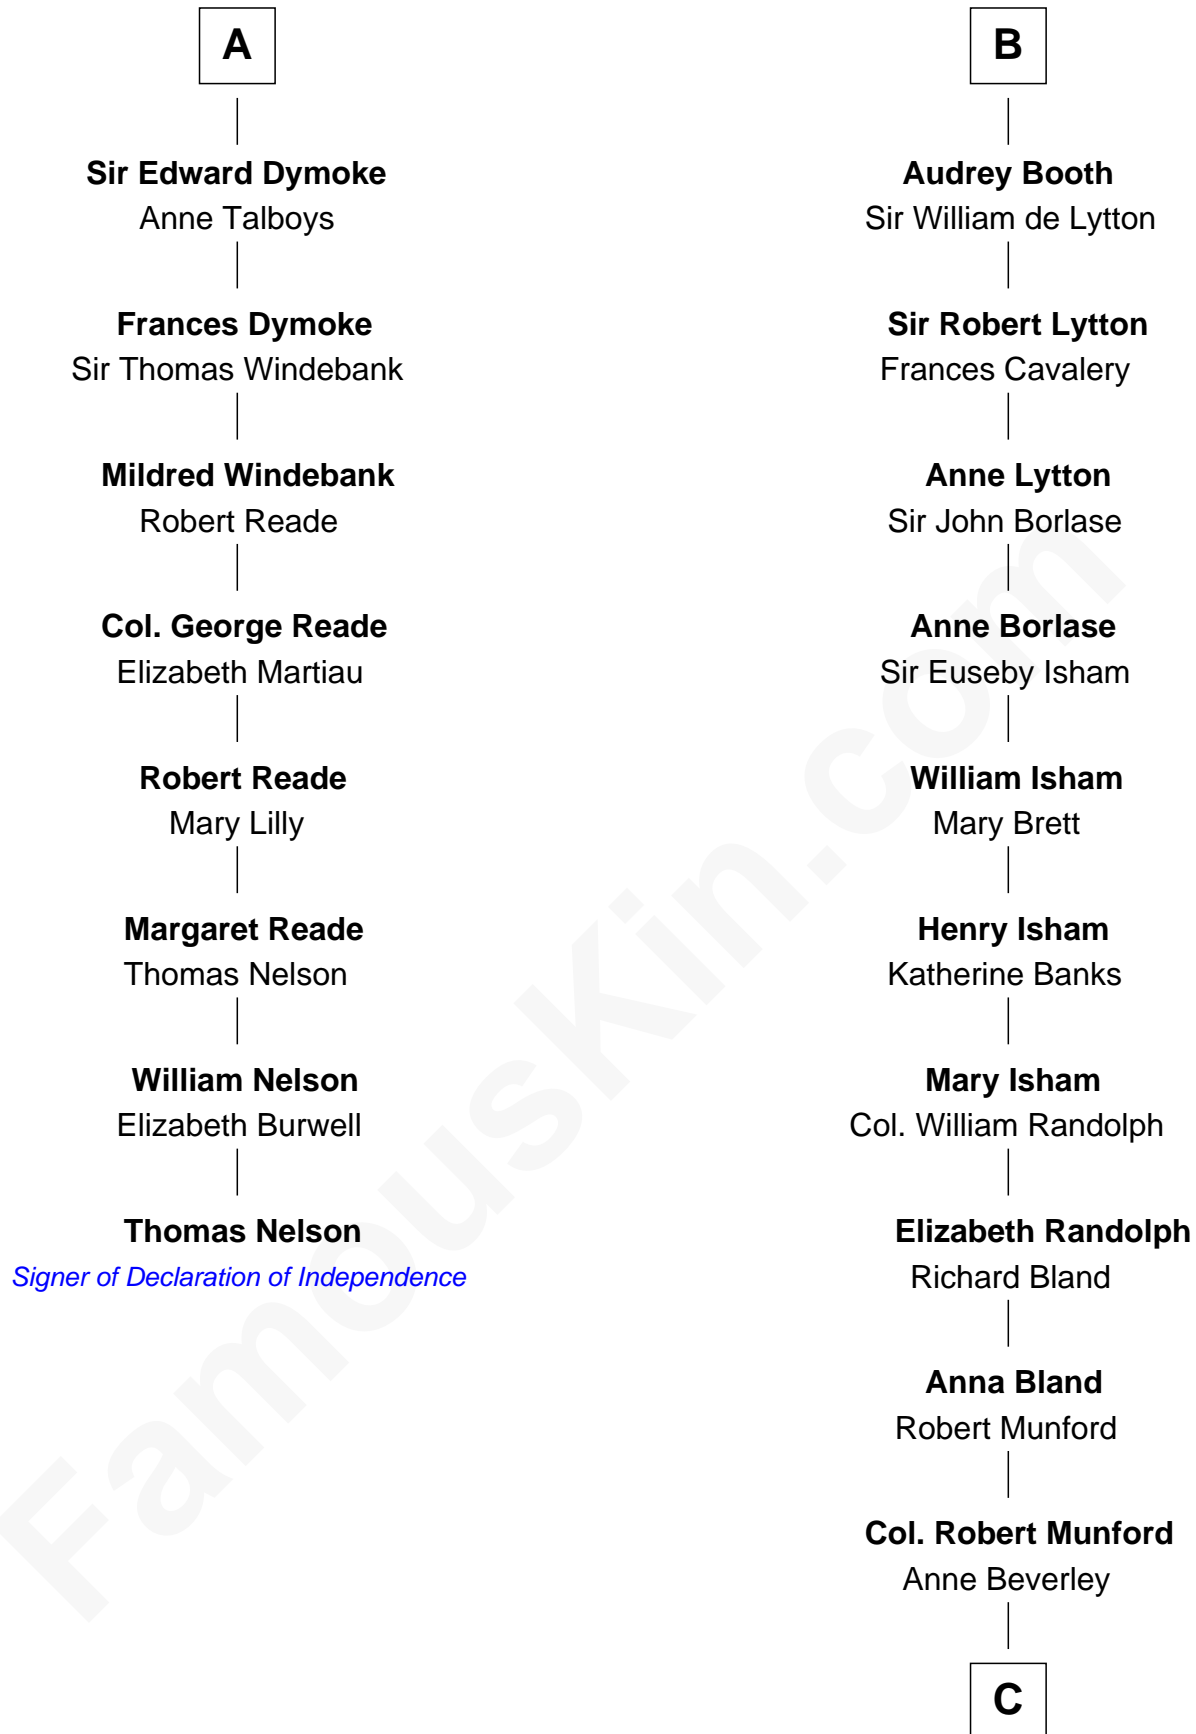 A
Sir Edward Dymoke
Anne Talboys
Frances Dymoke
Sir Thomas Windebank
Mildred Windebank
Robert Reade
Col. George Reade
Elizabeth Martiau
Robert Reade
Mary Lilly
Margaret Reade
Thomas Nelson
William Nelson
Elizabeth Burwell
Thomas Nelson
Signer of Declaration of Independence
B
Audrey Booth
Sir William de Lytton
Sir Robert Lytton
Frances Cavalery
Anne Lytton
Sir John Borlase
Anne Borlase
Sir Euseby Isham
William Isham
Mary Brett
Henry Isham
Katherine Banks
Mary Isham
Col. William Randolph
Elizabeth Randolph
Richard Bland
Anna Bland
Robert Munford
Col. Robert Munford
Anne Beverley
C
FamousKin.com